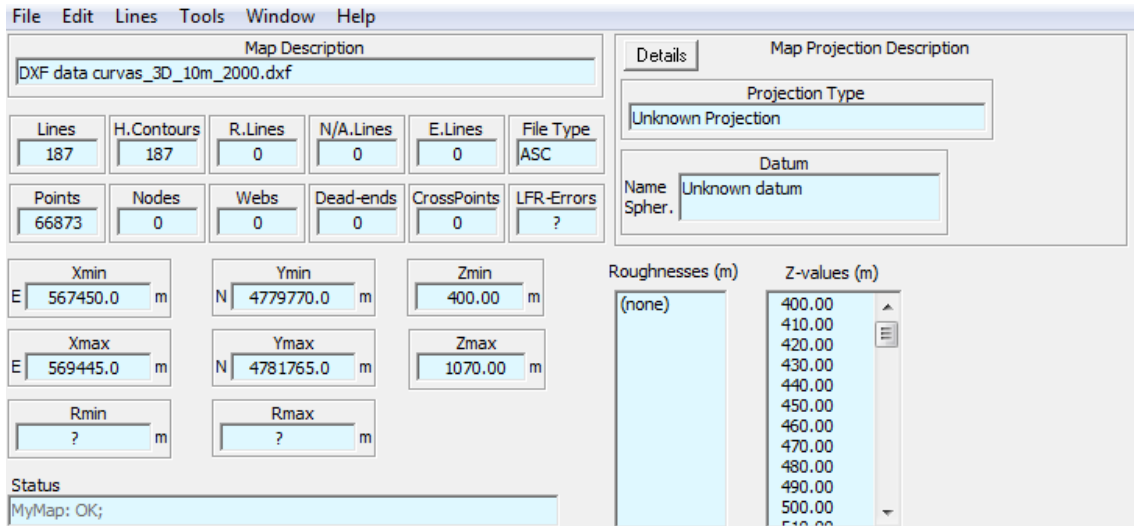 File Edit Lines Tools Window Help
Map Description
DXF data curvas_3D_10m_2000.dxf
Details Map Projection Description
Projection Type
Unknown Projection
Datum
Name Unknown datum
Spher.
Lines H.Contours R.Lines N/A.Lines E.Lines File Type
187 187 0 0 0 ASC
Points Nodes Webs Dead-ends CrossPoints LFR-Errors
66873 0 0 0 0 ?
Xmin Ymin Zmin
E 567450.0 m N 4779770.0 m 400.00 m
Xmax Ymax Zmax
E 569445.0 m N 4781765.0 m 1070.00 m
Rmin Rmax
? m ? m
Roughnesses (m)
(none)
Z-values (m)
400.00
410.00
420.00
430.00
440.00
450.00
460.00
470.00
480.00
490.00
500.00
510.00
Status
MyMap: OK;